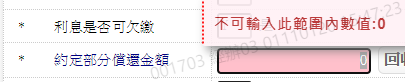 * 利息是否可欠繳
不可輸入此範圍內數值:0
* 約定部分償還金額 0 回